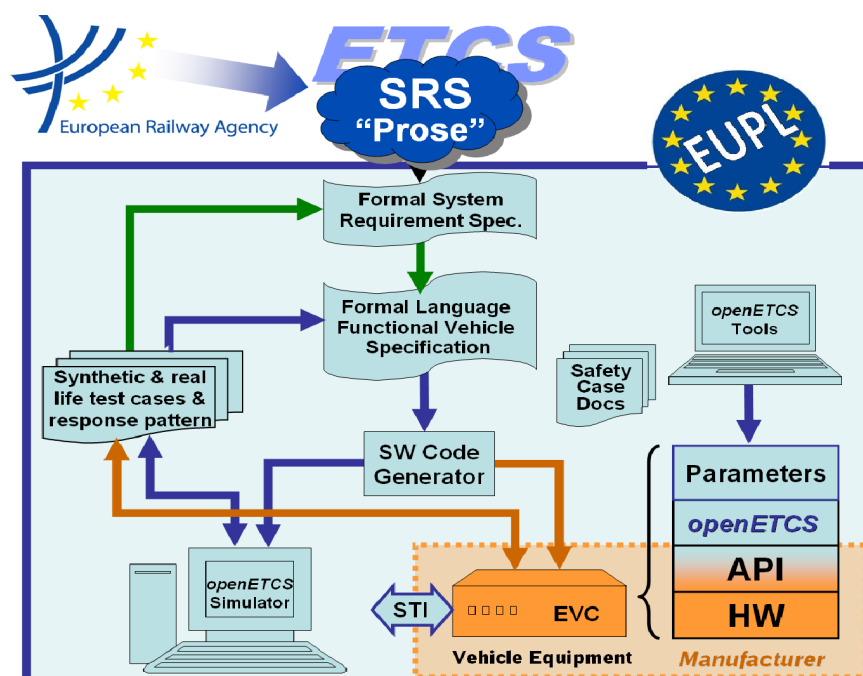 ETCS
European Railway Agency
SRS
“Prose”
EUPL
Formal System
Requirement Spec.
Formal Language
Functional Vehicle
Specification
openETCS
Tools
Synthetic & real
life test cases &
response pattern
Safety
Case
Docs
SW Code
Generator
Parameters
openETCS
API
HW
openETCS
Simulator
STI
EVC
Vehicle Equipment
Manufacturer